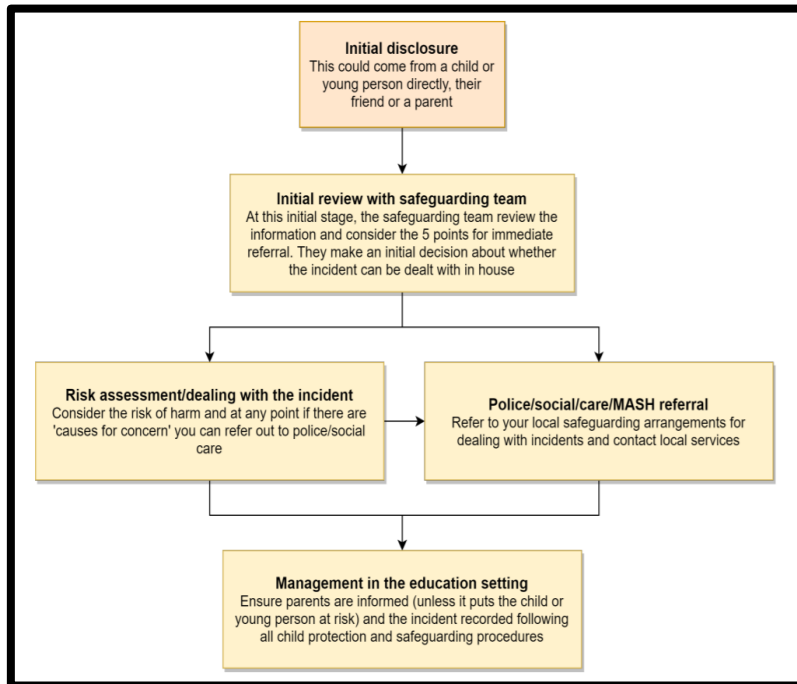 Initial disclosure
This could come from a child or
young person directly, their
friend or a parent
Initial review with safeguarding team
At this initial stage, the safeguarding team review the
information and consider the 5 points for immediate
referral. They make an initial decision about whether
the incident can be dealt with in house
Risk assessment/dealing with the incident
Consider the risk of harm and at any point if there are
'causes for concern' you can refer out to police/social
care
Police/social/care/MASH referral
Refer to your local safeguarding arrangements for
dealing with incidents and contact local services
Management in the education setting
Ensure parents are informed (unless it puts the child or
young person at risk) and the incident recorded following
all child protection and safeguarding procedures